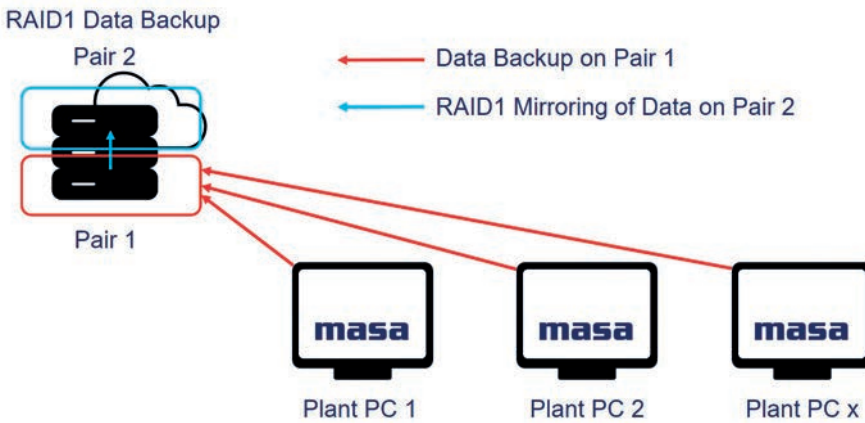 RAID1 Data Backup
Pair 2
Data Backup on Pair 1
RAID1 Mirroring of Data on Pair 2
Pair 1
masa
masa
masa
Plant PC 1
Plant PC 2
Plant PC x